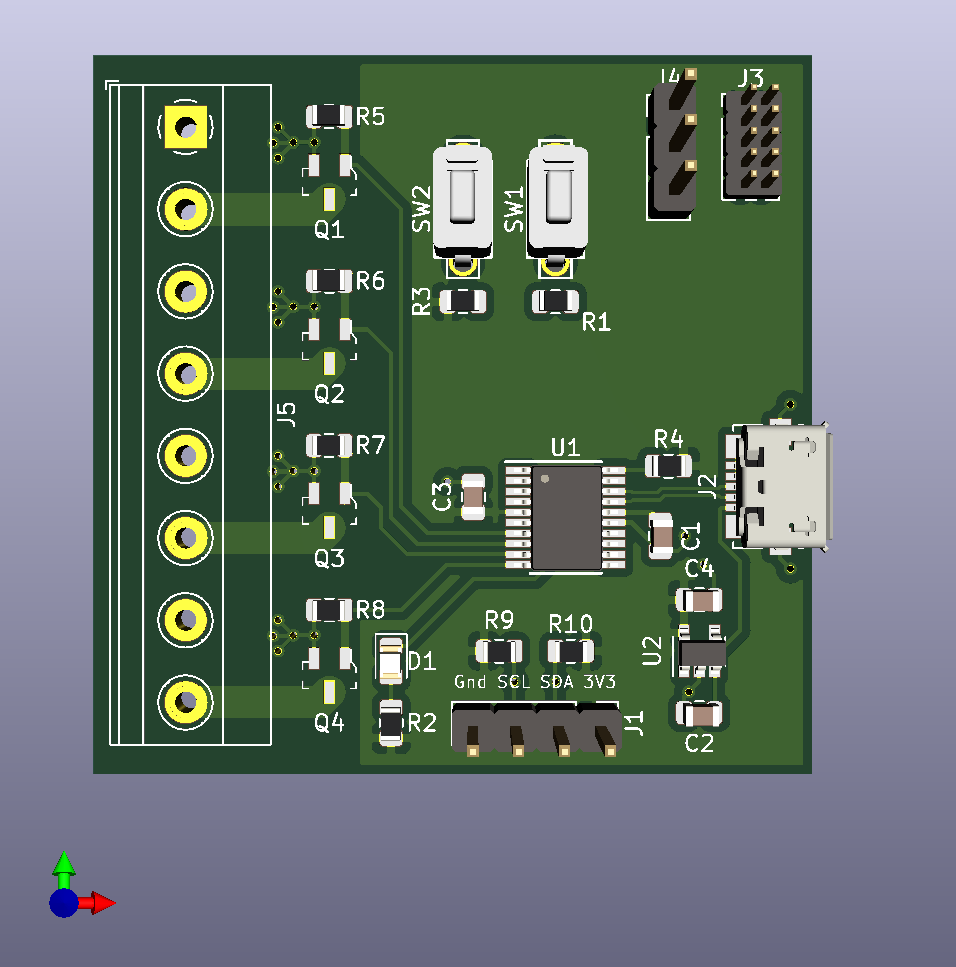 J4 J3
R5
SW2 SW1
Q1
R6
R3 R1
Q2
J5
R7 U1 R4
J2
C3
C1
Q3
C4
R8
R9 R10
U2
D1
Gnd SCL SDA 3V3
Q4 R2 J1
C2